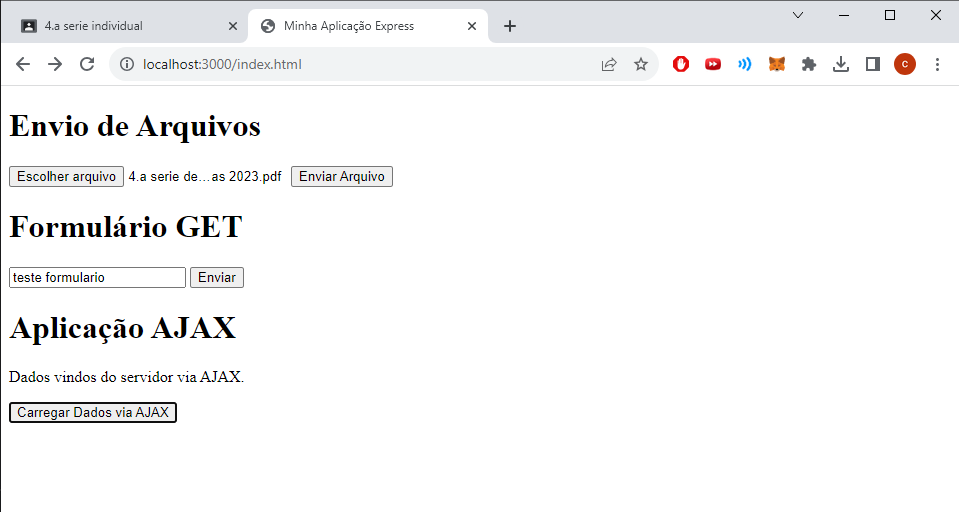 4.a serie individual
Minha Aplicação Express
localhost:3000/index.html
c
Envio de Arquivos
Escolher arquivo 4.a serie de...as 2023.pdf Enviar Arquivo
Formulário GET
teste formulario Enviar
Aplicação AJAX
Dados vindos do servidor via AJAX.
Carregar Dados via AJAX